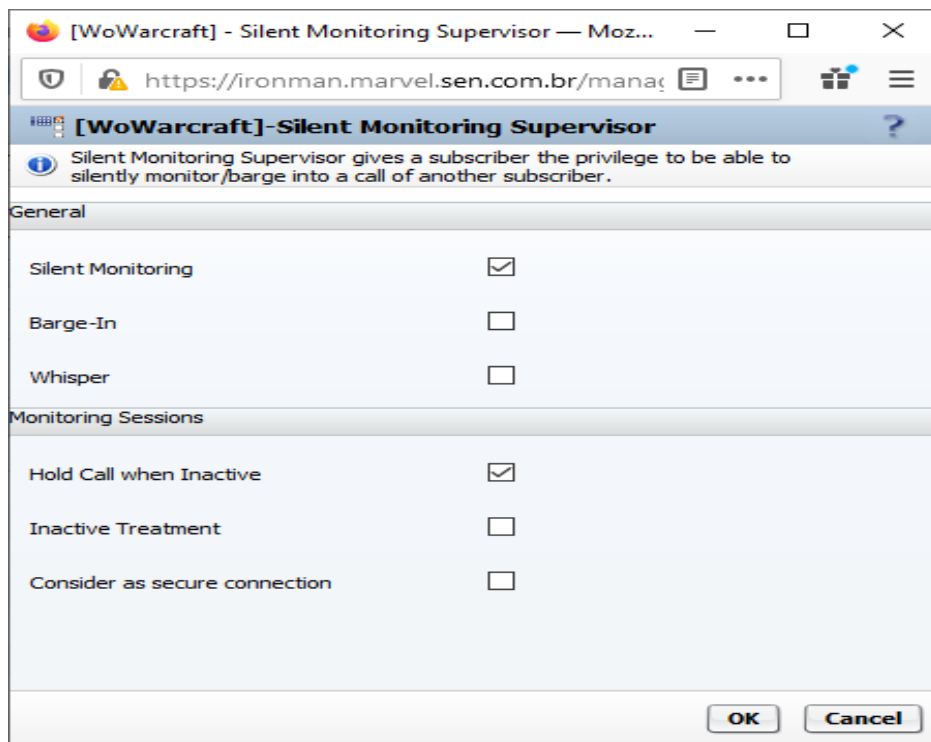 [WoWarcraft] - Silent Monitoring Supervisor — Moz...
https://ironman.marvel.sen.com.br/manag
[WoWarcraft]-Silent Monitoring Supervisor
?
Silent Monitoring Supervisor gives a subscriber the privilege to be able to
silently monitor/barge into a call of another subscriber.
General
Silent Monitoring
Barge-In
Whisper
Monitoring Sessions
Hold Call when Inactive
Inactive Treatment
Consider as secure connection
OK Cancel